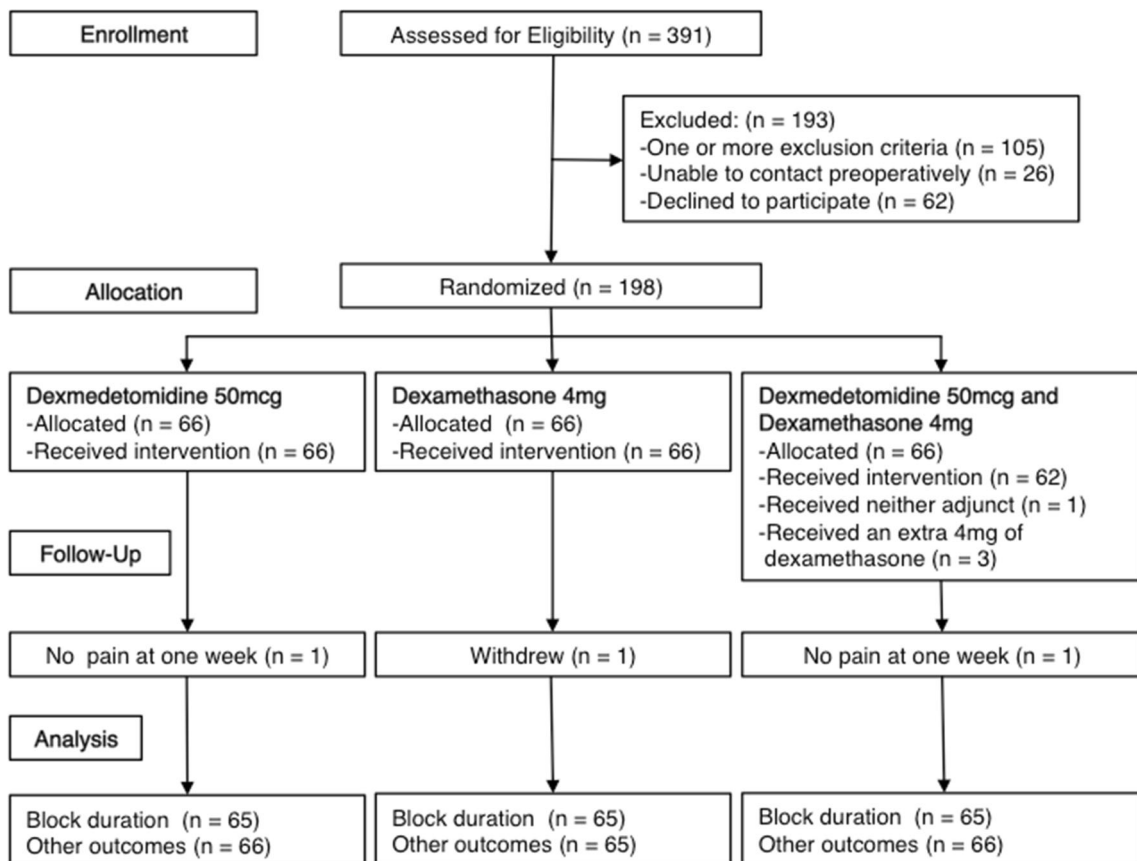 Enrollment
Assessed for Eligibility (n = 391)
Excluded: (n = 193)
-One or more exclusion criteria (n = 105)
-Unable to contact preoperatively (n = 26)
-Declined to participate (n = 62)
Allocation
Randomized (n = 198)
Dexmedetomidine 50mcg
-Allocated (n = 66)
-Received intervention (n = 66)
Dexamethasone 4mg
-Allocated (n = 66)
-Received intervention (n = 66)
Dexmedetomidine 50mcg and
Dexamethasone 4mg
-Allocated (n = 66)
-Received intervention (n = 62)
-Received neither adjunct (n = 1)
-Received an extra 4mg of
dexamethasone (n = 3)
Follow-Up
No pain at one week (n = 1)
Withdrew (n = 1)
No pain at one week (n = 1)
Analysis
Block duration (n = 65)
Other outcomes (n = 66)
Block duration (n = 65)
Other outcomes (n = 65)
Block duration (n = 65)
Other outcomes (n = 66)